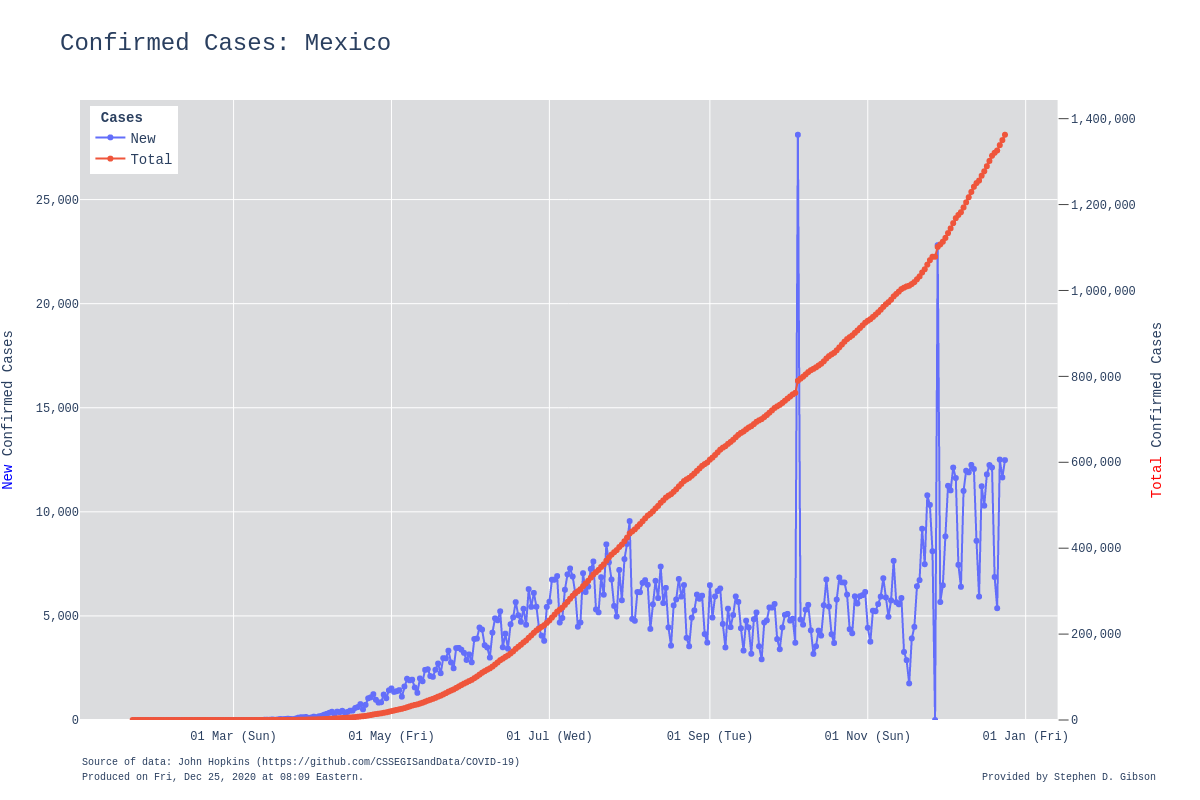 Confirmed Cases: Mexico
Cases
New
Total
25,000
20,000
15,000
10,000
5,000
0
New Confirmed Cases
1,400,000
1,200,000
1,000,000
800,000
600,000
400,000
200,000
0
Total Confirmed Cases
01 Mar (Sun) 01 May (Fri) 01 Jul (Wed) 01 Sep (Tue) 01 Nov (Sun) 01 Jan (Fri)
Source of data: John Hopkins (https://github.com/CSSEGISandData/COVID-19)
Produced on Fri, Dec 25, 2020 at 08:09 Eastern.
Provided by Stephen D. Gibson